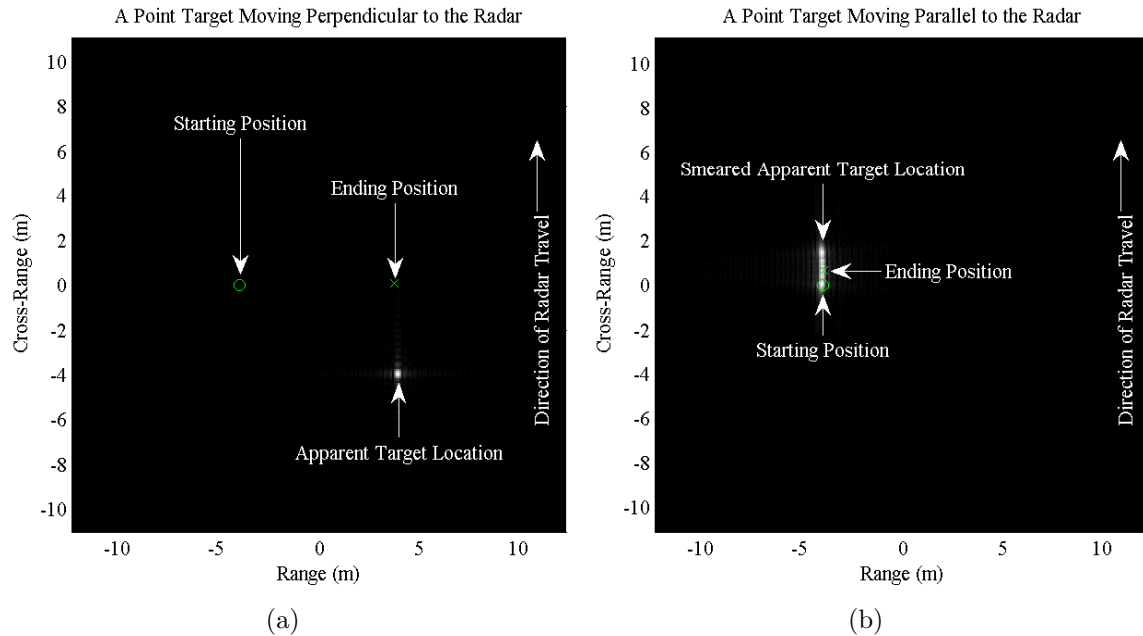 A Point Target Moving Perpendicular to the Radar
10
8
6
4
2
0
-2
-4
-6
-8
-10
Cross-Range (m)
Starting Position
Ending Position
Apparent Target Location
Direction of Radar Travel
-10 -5 0 5 10
Range (m)
(a)
A Point Target Moving Parallel to the Radar
10
8
6
4
2
0
-2
-4
-6
-8
-10
Cross-Range (m)
Smeared Apparent Target Location
Ending Position
Starting Position
Direction of Radar Travel
-10 -5 0 5 10
Range (m)
(b)